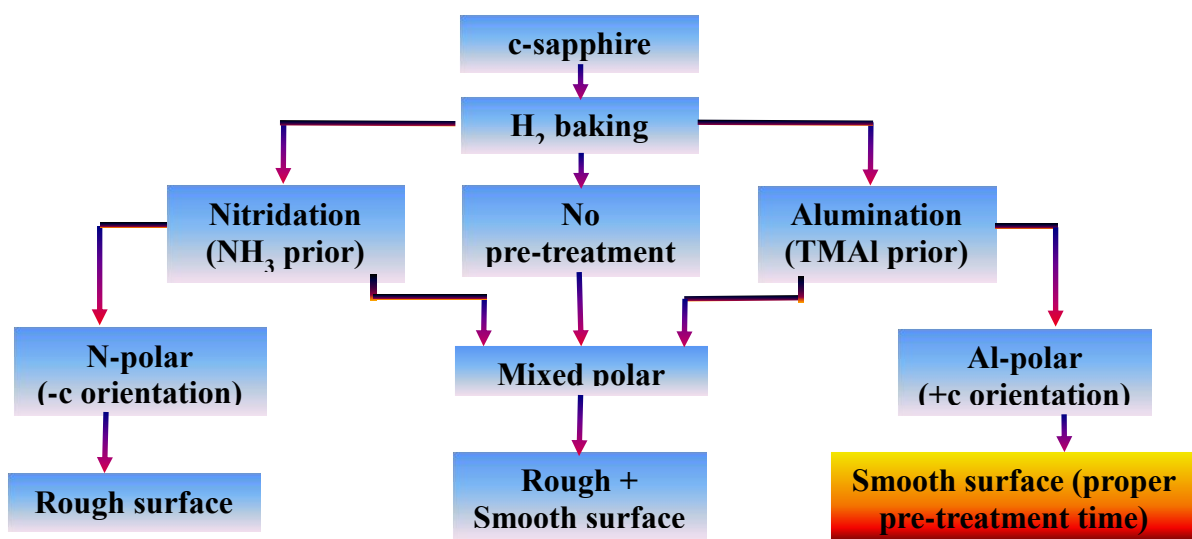 c-sapphire
H₂ baking
Nitridation
(NH₃ prior)
No
pre-treatment
Alumination
(TMAl prior)
N-polar
(-c orientation)
Mixed polar
Al-polar
(+c orientation)
Rough surface
Rough +
Smooth surface
Smooth surface (proper
pre-treatment time)